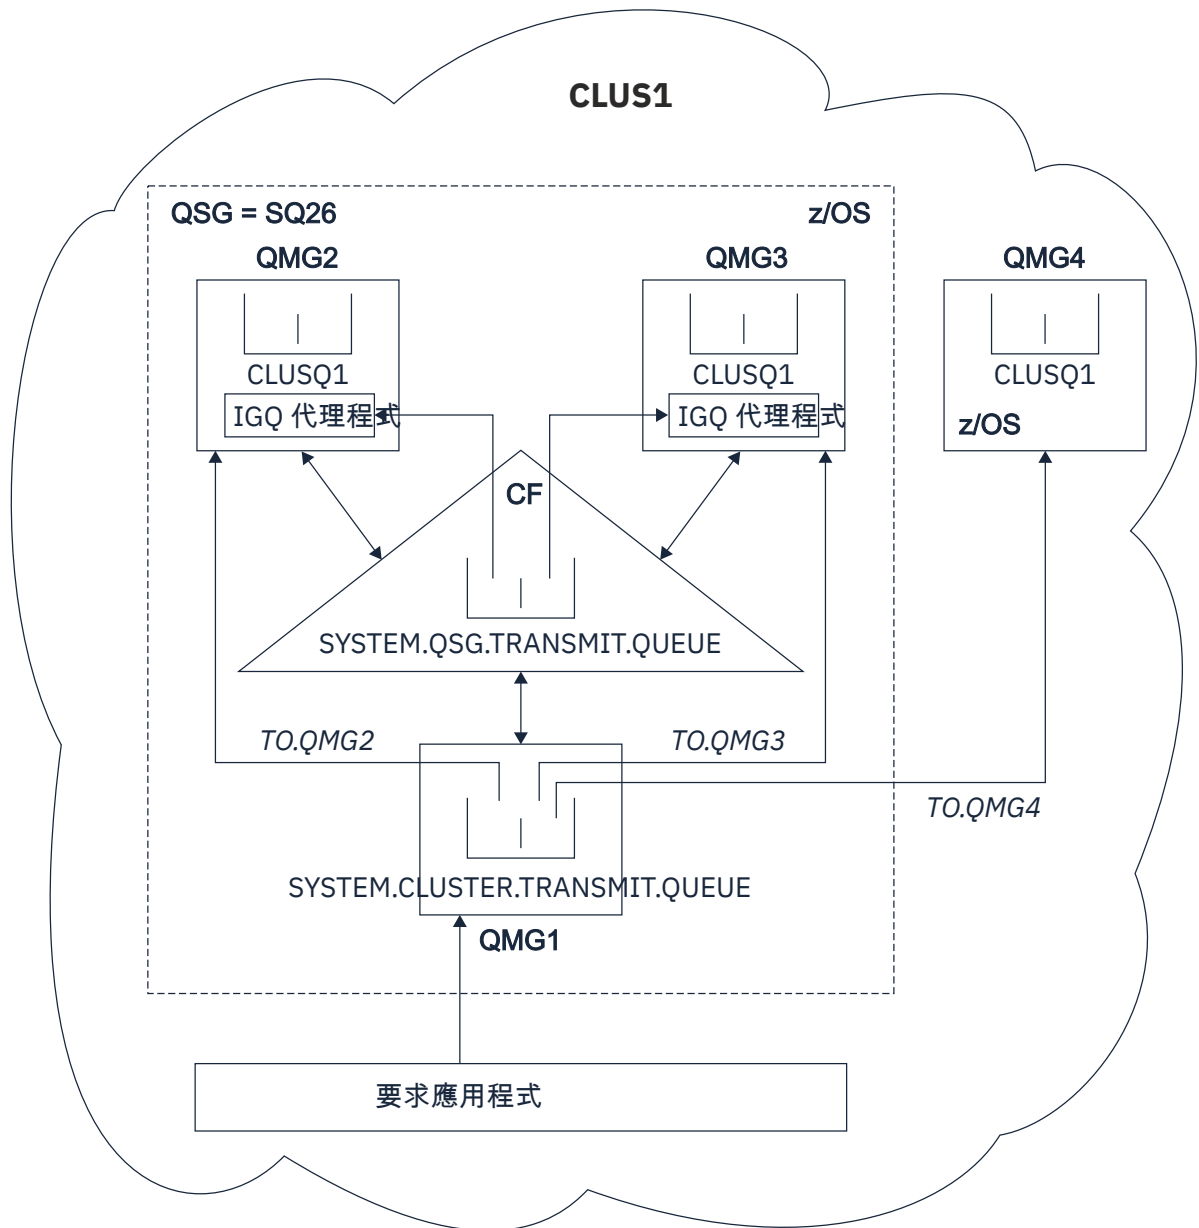 CLUS1
QSG = SQ26 z/OS
QMG2 QMG3 QMG4
CLUSQ1 CLUSQ1 CLUSQ1
IGQ 代理程式 IGQ 代理程式 z/OS
CF
SYSTEM.QSG.TRANSMIT.QUEUE
TO.QMG2 TO.QMG3
TO.QMG4
SYSTEM.CLUSTER.TRANSMIT.QUEUE
QMG1
要求應用程式